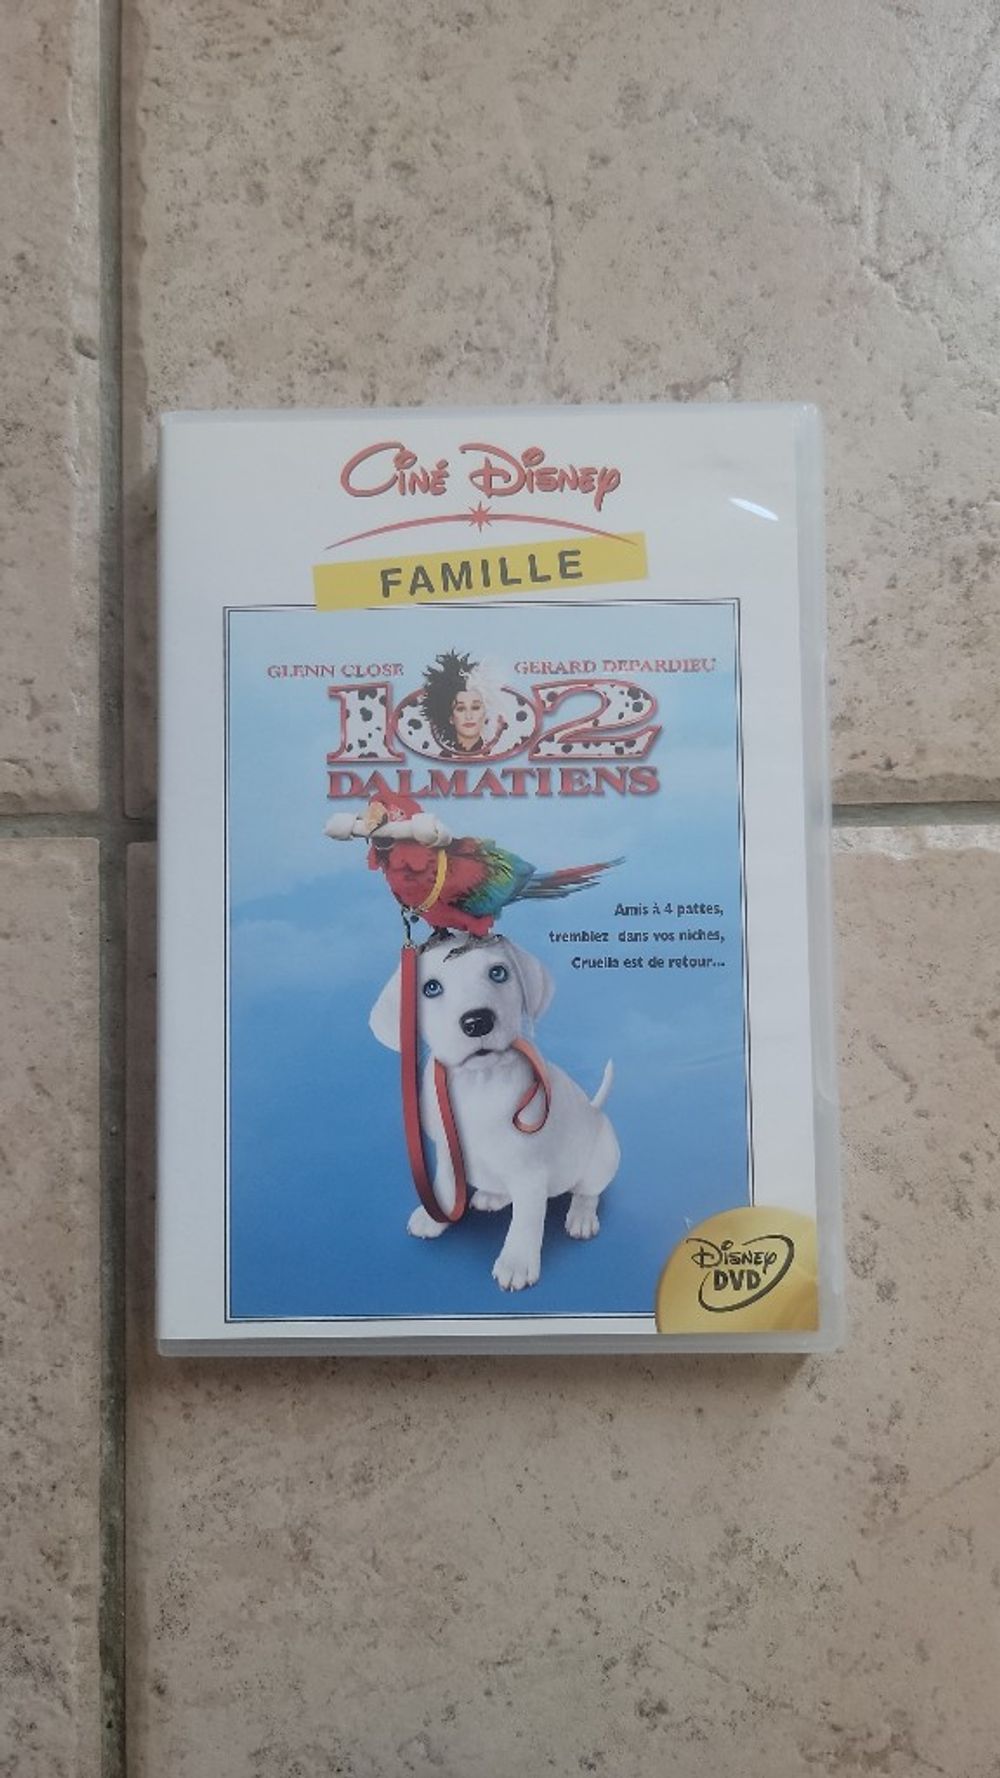 Ciné Disney
FAMILLE
GLENN CLOSE GERARD DEPARDIEU
102
DALMATIENS
Amis à 4 pattes,
tremblez dans vos niches,
Cruella est de retour...
Disney
DVD